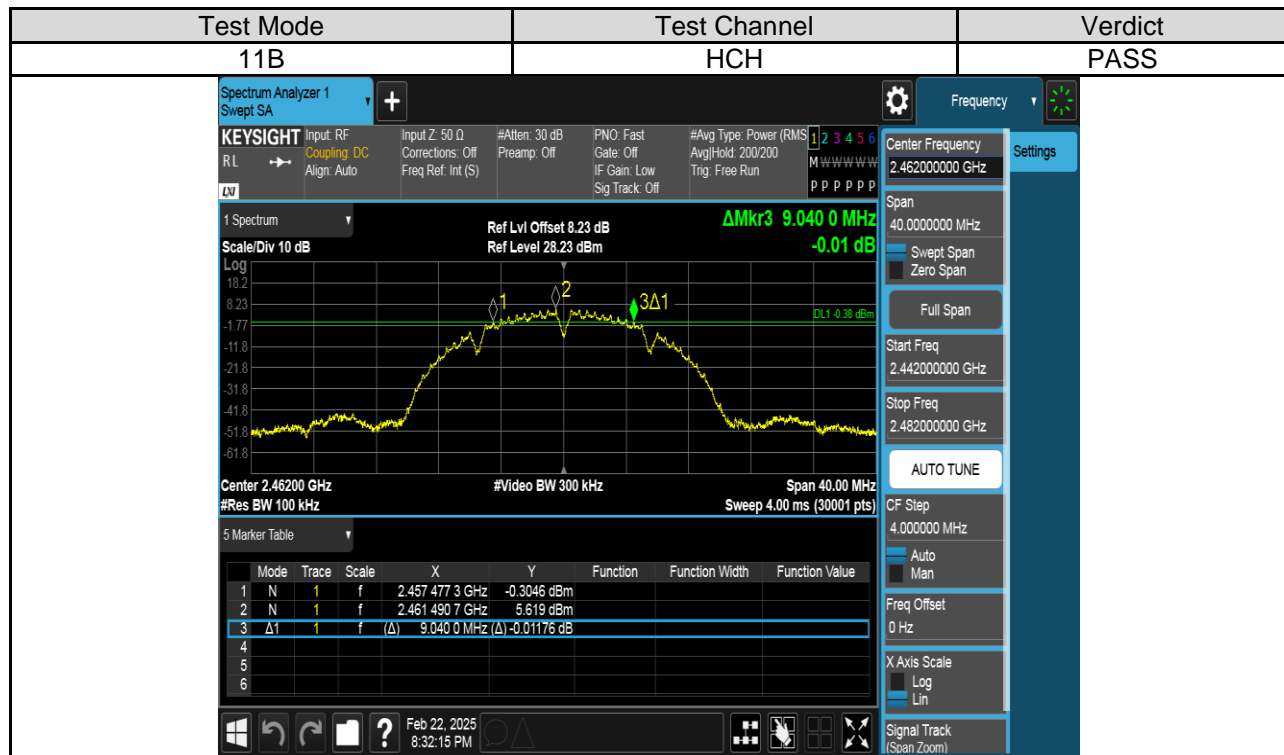 Test Mode Test Channel Verdict
11B HCH PASS
Spectrum Analyzer 1
Swept SA
+
Frequency
KEYSIGHT
RL
LXI
Input: RF
Coupling: DC
Align: Auto
Input Z: 50 Ω
Corrections: Off
Freq Ref: Int (S)
#Atten: 30 dB
Preamp: Off
PNO: Fast
Gate: Off
IF Gain: Low
Sig Track: Off
#Avg Type: Power (RMS
Avg|Hold: 200/200
Trig: Free Run
1 2 3 4 5 6
M W W W W W
P P P P P P
1 Spectrum
Scale/Div 10 dB
Ref Lvl Offset 8.23 dB
Ref Level 28.23 dBm
ΔMkr3 9.040 0 MHz
-0.01 dB
Log
18.2
8.23
-1.77
-11.8
-21.8
-31.8
-41.8
-51.8
-61.8
1
2
3Δ1
DL1 -0.38 dBm
Center 2.46200 GHz #Video BW 300 kHz Span 40.00 MHz
#Res BW 100 kHz Sweep 4.00 ms (30001 pts)
5 Marker Table
Mode Trace Scale X Y Function Function Width Function Value
1 N 1 f 2.457 477 3 GHz -0.3046 dBm
2 N 1 f 2.461 490 7 GHz 5.619 dBm
3 Δ1 1 f (Δ) 9.040 0 MHz (Δ) -0.01176 dB
4
5
6
?
Feb 22, 2025
8:32:15 PM
Center Frequency
2.462000000 GHz
Settings
Span
40.0000000 MHz
Swept Span
Zero Span
Full Span
Start Freq
2.442000000 GHz
Stop Freq
2.482000000 GHz
AUTO TUNE
CF Step
4.000000 MHz
Auto
Man
Freq Offset
0 Hz
X Axis Scale
Log
Lin
Signal Track
(Span Zoom)